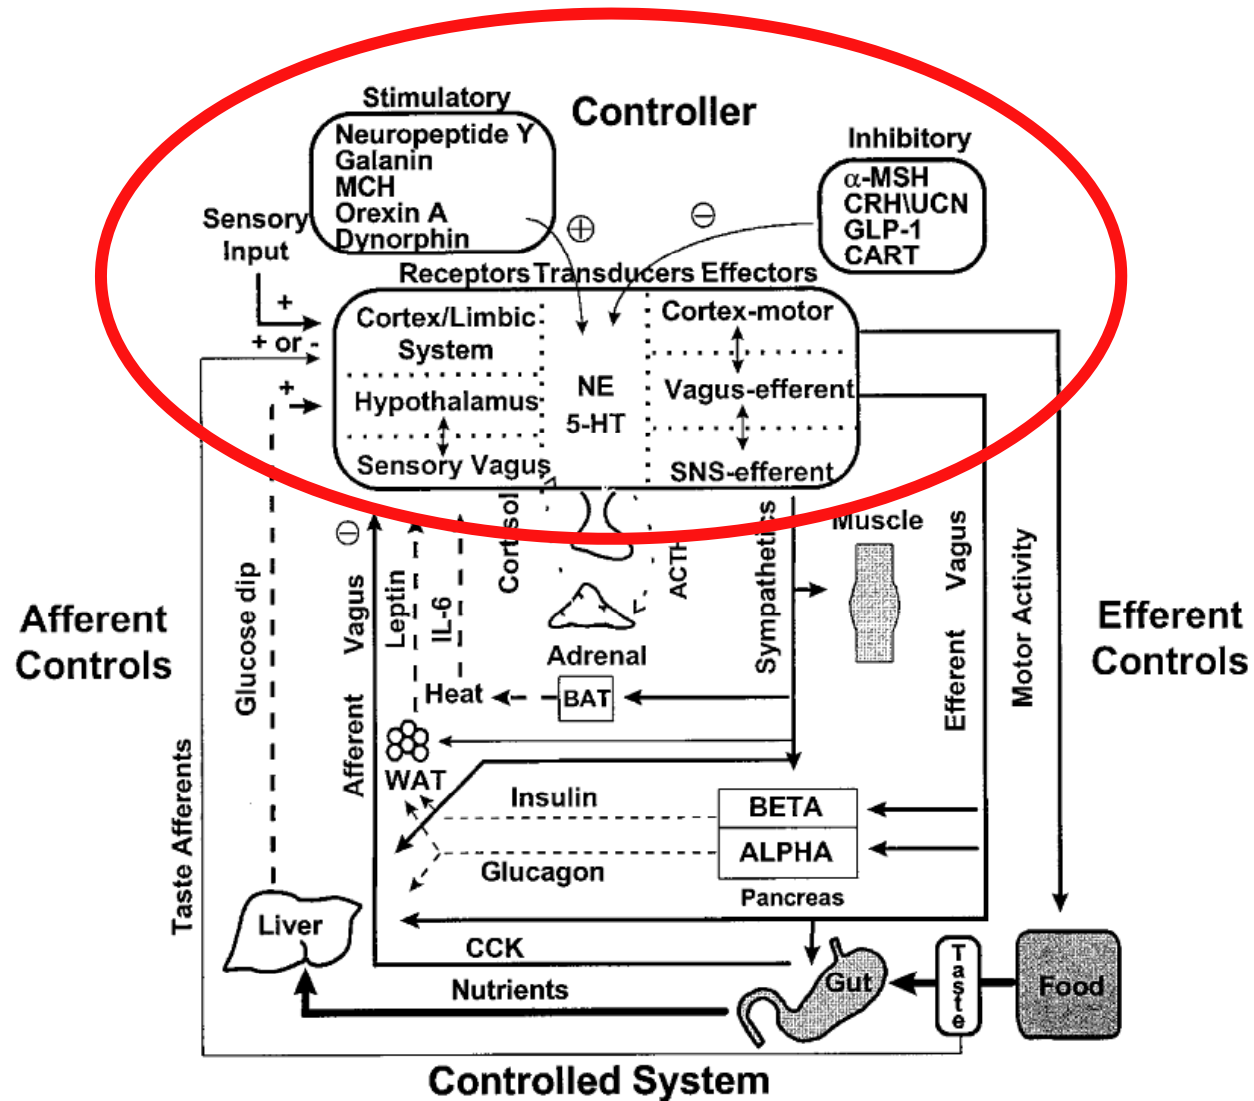 Controller
Stimulatory
Neuropeptide Y
Galanin
MCH
Orexin A
Dynorphin
Inhibitory
α-MSH
CRH\UCN
GLP-1
CART
Sensory
Input
+
+ or -
+
⊕
⊖
Receptors Transducers Effectors
Cortex/Limbic
System
Hypothalamus
Sensory Vagus
NE
5-HT
Cortex-motor
Vagus-efferent
SNS-efferent
Afferent
Controls
Efferent
Controls
Taste Afferents
Glucose dip
⊖
Afferent Vagus
Leptin
IL-6
Cortisol
ACTH
Adrenal
Sympathetics
Muscle
Efferent Vagus
Motor Activity
Heat
BAT
WAT
Insulin
Glucagon
BETA
ALPHA
Pancreas
Liver
CCK
Nutrients
Gut
Taste
Food
Controlled System